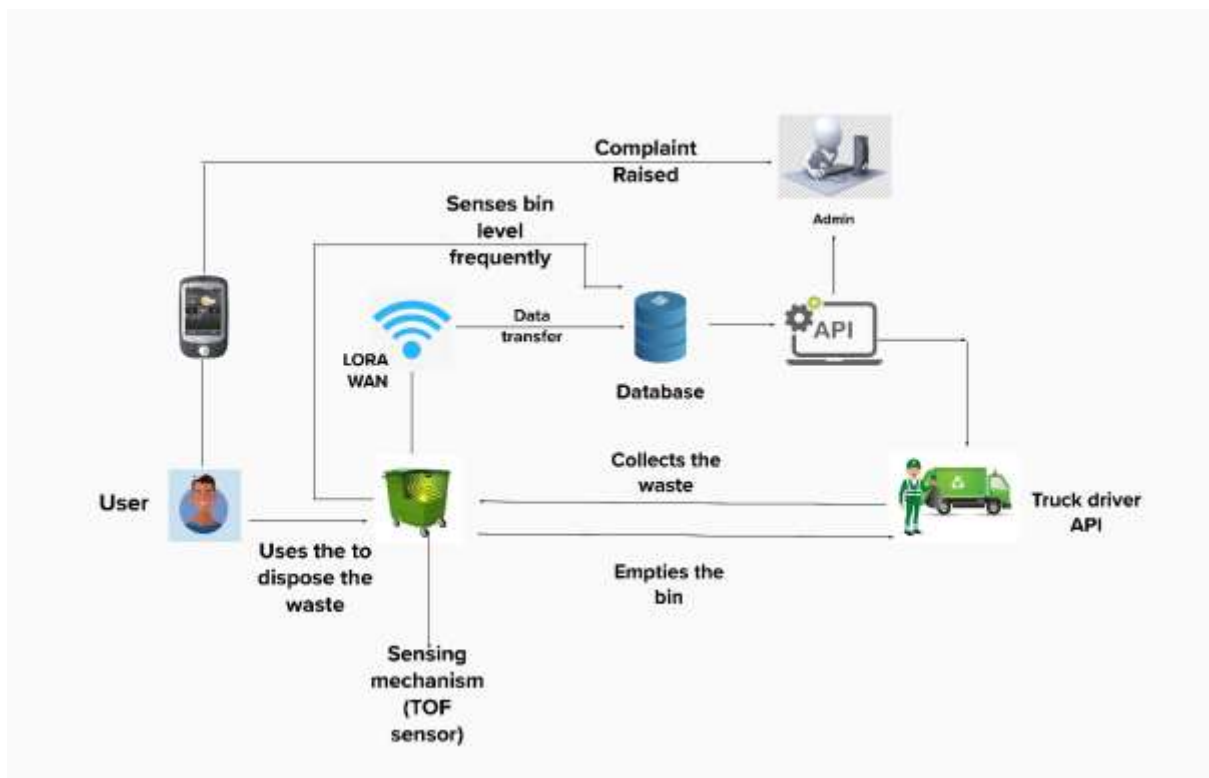 Complaint
Raised
Admin
Senses bin
level
frequently
LORA
WAN
Data
transfer
Database
API
User
Uses the to
dispose the
waste
Collects the
waste
Empties the
bin
Truck driver
API
Sensing
mechanism
(TOF
sensor)